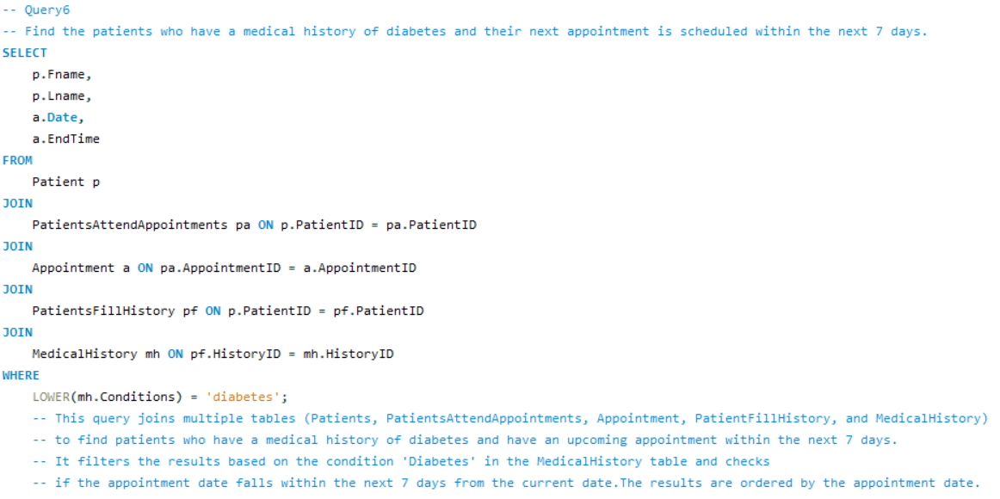 -- Query6
-- Find the patients who have a medical history of diabetes and their next appointment is scheduled within the next 7 days.
SELECT
    p.Fname,
    p.Lname,
    a.Date,
    a.EndTime
FROM
    Patient p
JOIN
    PatientsAttendAppointments pa ON p.PatientID = pa.PatientID
JOIN
    Appointment a ON pa.AppointmentID = a.AppointmentID
JOIN
    PatientsFillHistory pf ON p.PatientID = pf.PatientID
JOIN
    MedicalHistory mh ON pf.HistoryID = mh.HistoryID
WHERE
    LOWER(mh.Conditions) = 'diabetes';
    -- This query joins multiple tables (Patients, PatientsAttendAppointments, Appointment, PatientFillHistory, and MedicalHistory)
    -- to find patients who have a medical history of diabetes and have an upcoming appointment within the next 7 days.
    -- It filters the results based on the condition 'Diabetes' in the MedicalHistory table and checks
    -- if the appointment date falls within the next 7 days from the current date.The results are ordered by the appointment date.